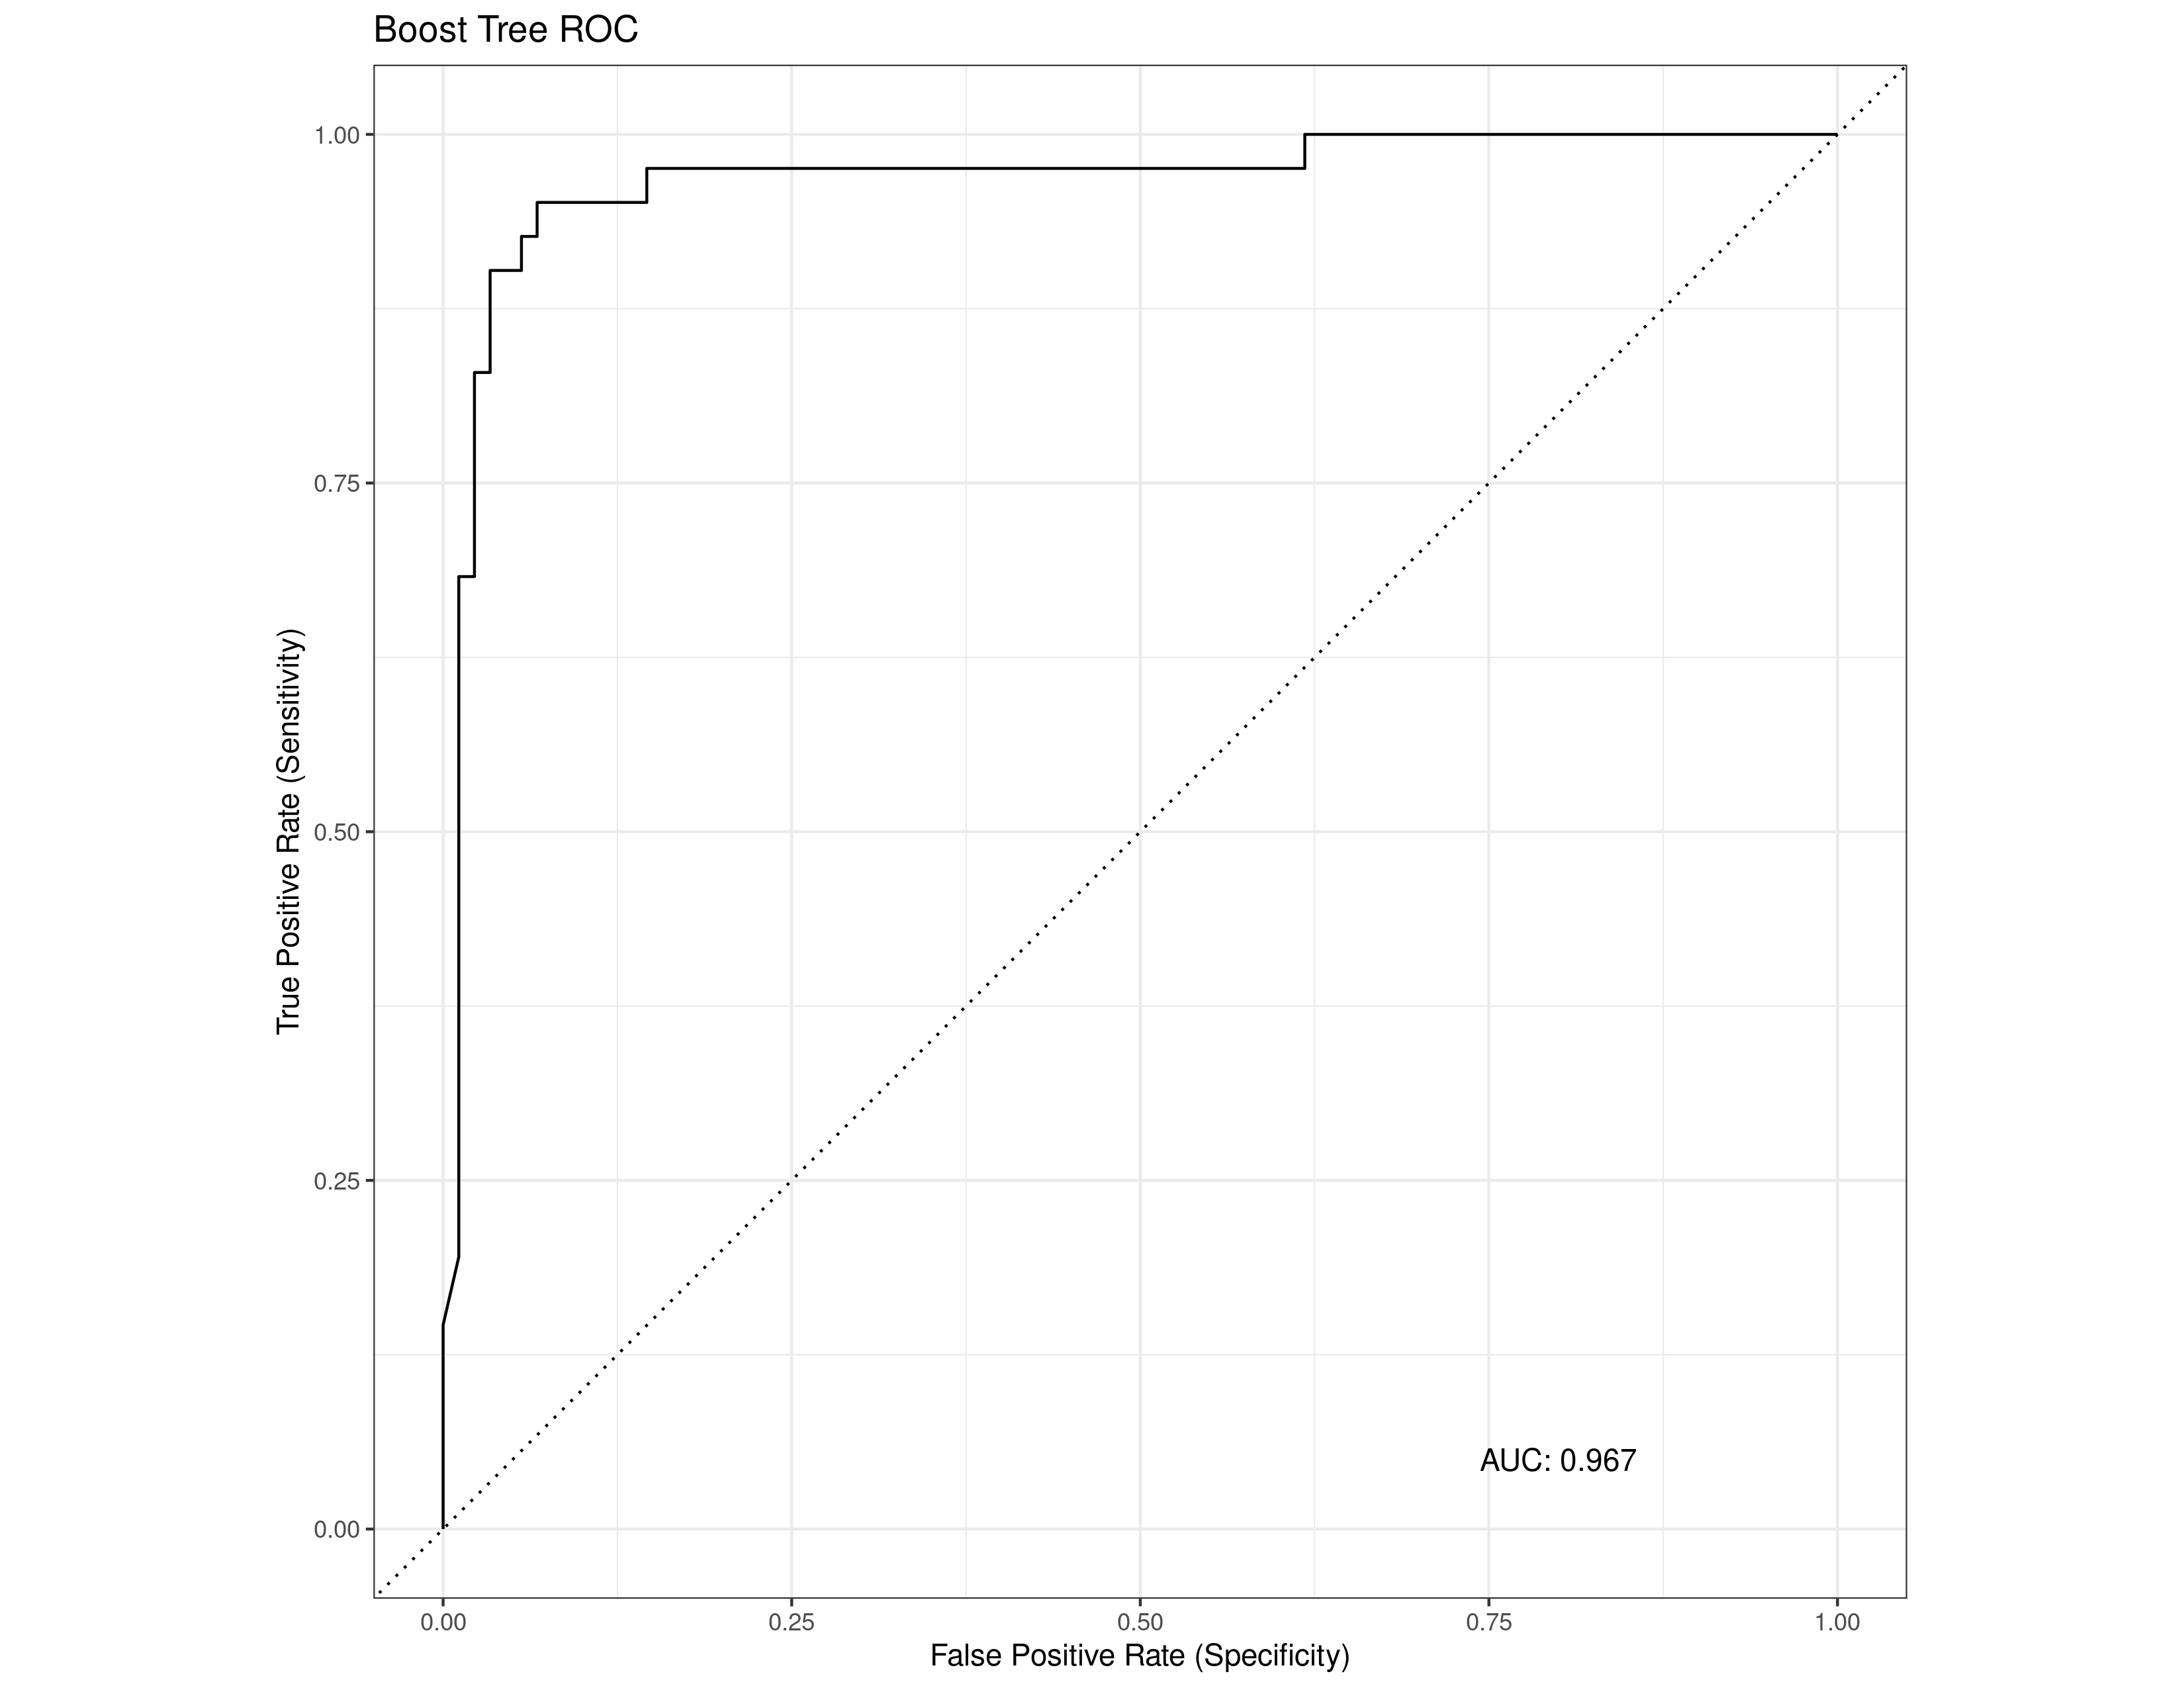 Boost Tree ROC
True Positive Rate (Sensitivity)
1.00
0.75
0.50
0.25
0.00
AUC: 0.967
0.00 0.25 0.50 0.75 1.00
False Positive Rate (Specificity)